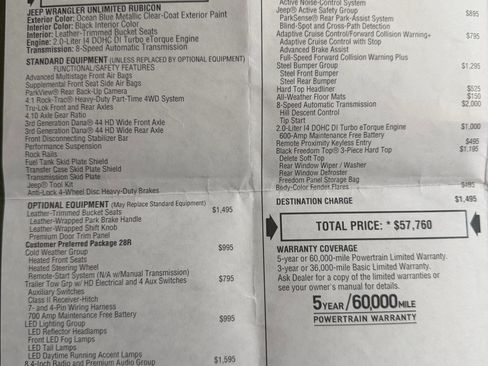 JEEP WRANGLER UNLIMITED RUBICON
Exterior Color: Ocean Blue Metallic Clear-Coat Exterior Paint
Interior Color: Black Interior Color
Interior: Leather-Trimmed Bucket Seats
Engine: 2.0-Liter I4 DOHC DI Turbo eTorque Engine
Transmission: 8-Speed Automatic Transmission
STANDARD EQUIPMENT (UNLESS REPLACED BY OPTIONAL EQUIPMENT)
FUNCTIONAL/SAFETY FEATURES
Advanced Multistage Front Air Bags
Supplemental Front Seat Side Air Bags
ParkView® Rear Back-Up Camera
4:1 Rock-Trac® Heavy-Duty Part-Time 4WD System
Tru-Lok Front and Rear Axles
4.10 Axle Gear Ratio
3rd Generation Dana® 44 HD Wide Front Axle
3rd Generation Dana® 44 HD Wide Rear Axle
Front Disconnecting Stabilizer Bar
Performance Suspension
Rock Rails
Fuel Tank Skid Plate Shield
Transfer Case Skid Plate Shield
Transmission Skid Plate
Jeep® Tool Kit
Anti-Lock 4-Wheel Disc Heavy-Duty Brakes
OPTIONAL EQUIPMENT (May Replace Standard Equipment)
Leather-Trimmed Bucket Seats $1,495
Leather-Wrapped Park Brake Handle
Leather-Wrapped Shift Knob
Premium Door Trim Panel
Customer Preferred Package 28R
Cold Weather Group $995
Heated Front Seats
Heated Steering Wheel
Remote-Start System (N/A w/Manual Transmission)
Trailer Tow Grp w/ HD Electrical and 4 Aux Switches $795
Auxiliary Switches
Class II Receiver-Hitch
7- and 4-Pin Wiring Harness
700 Amp Maintenance Free Battery
LED Lighting Group $995
LED Reflector Headlamps
Front LED Fog Lamps
LED Tail Lamps
LED Daytime Running Accent Lamps
8.4-Inch Radio and Premium Audio Group $1,595
Active Noise-Control System
Jeep® Active Safety Group $895
ParkSense® Rear Park-Assist System
Blind-Spot and Cross-Path Detection
Adaptive Cruise Control/Forward Collision Warning+ $795
Adaptive Cruise Control with Stop
Advanced Brake Assist
Full-Speed Forward Collision Warning Plus
Steel Bumper Group $1,295
Steel Front Bumper
Steel Rear Bumper
Hard Top Headliner $525
All-Weather Floor Mats $150
8-Speed Automatic Transmission $2,000
Hill Descent Control
Tip Start
2.0-Liter I4 DOHC DI Turbo eTorque Engine $1,000
600-Amp Maintenance Free Battery
Remote Proximity Keyless Entry $495
Black Freedom Top® 3-Piece Hard Top $1,195
Delete Soft Top
Rear Window Wiper / Washer
Rear Window Defroster
Freedom Panel Storage Bag
Body-Color Fender Flares $495
DESTINATION CHARGE $1,495
TOTAL PRICE: * $57,760
WARRANTY COVERAGE
5-year or 60,000-mile Powertrain Limited Warranty.
3-year or 36,000-mile Basic Limited Warranty.
Ask Dealer for a copy of the limited warranties or
see your owner's manual for details.
5 YEAR/60,000 MILE
POWERTRAIN WARRANTY